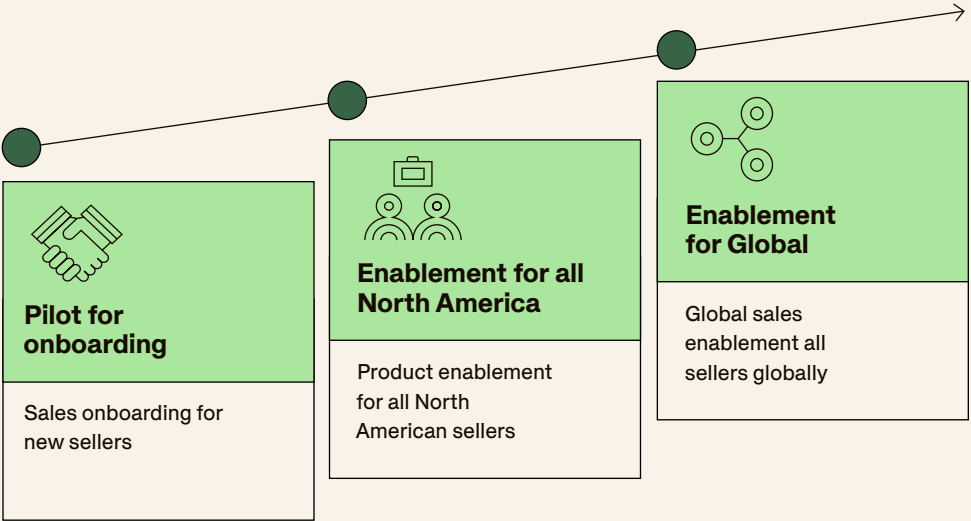 Pilot for
onboarding
Sales onboarding for
new sellers
Enablement for all
North America
Product enablement
for all North
American sellers
Enablement
for Global
Global sales
enablement all
sellers globally